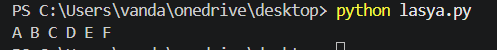 PS C:\Users\vanda\onedrive\desktop> python lasya.py
A B C D E F